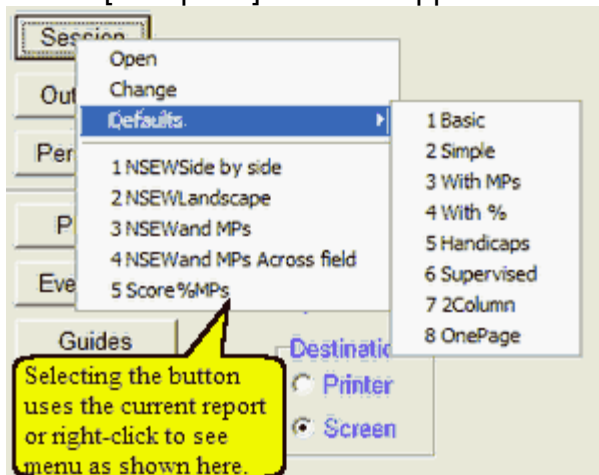 Session
Open
Change
Defaults.
1 NSEWSide by side
2 NSEWLandscape
3 NSEWand MPs
4 NSEWand MPs Across field
5 Score%MPs
1 Basic
2 Simple
3 With MPs
4 With %
5 Handicaps
6 Supervised
7 2Column
8 OnePage
Guides
Printer
Screen
Selecting the button
uses the current report
or right-click to see
menu as shown here.